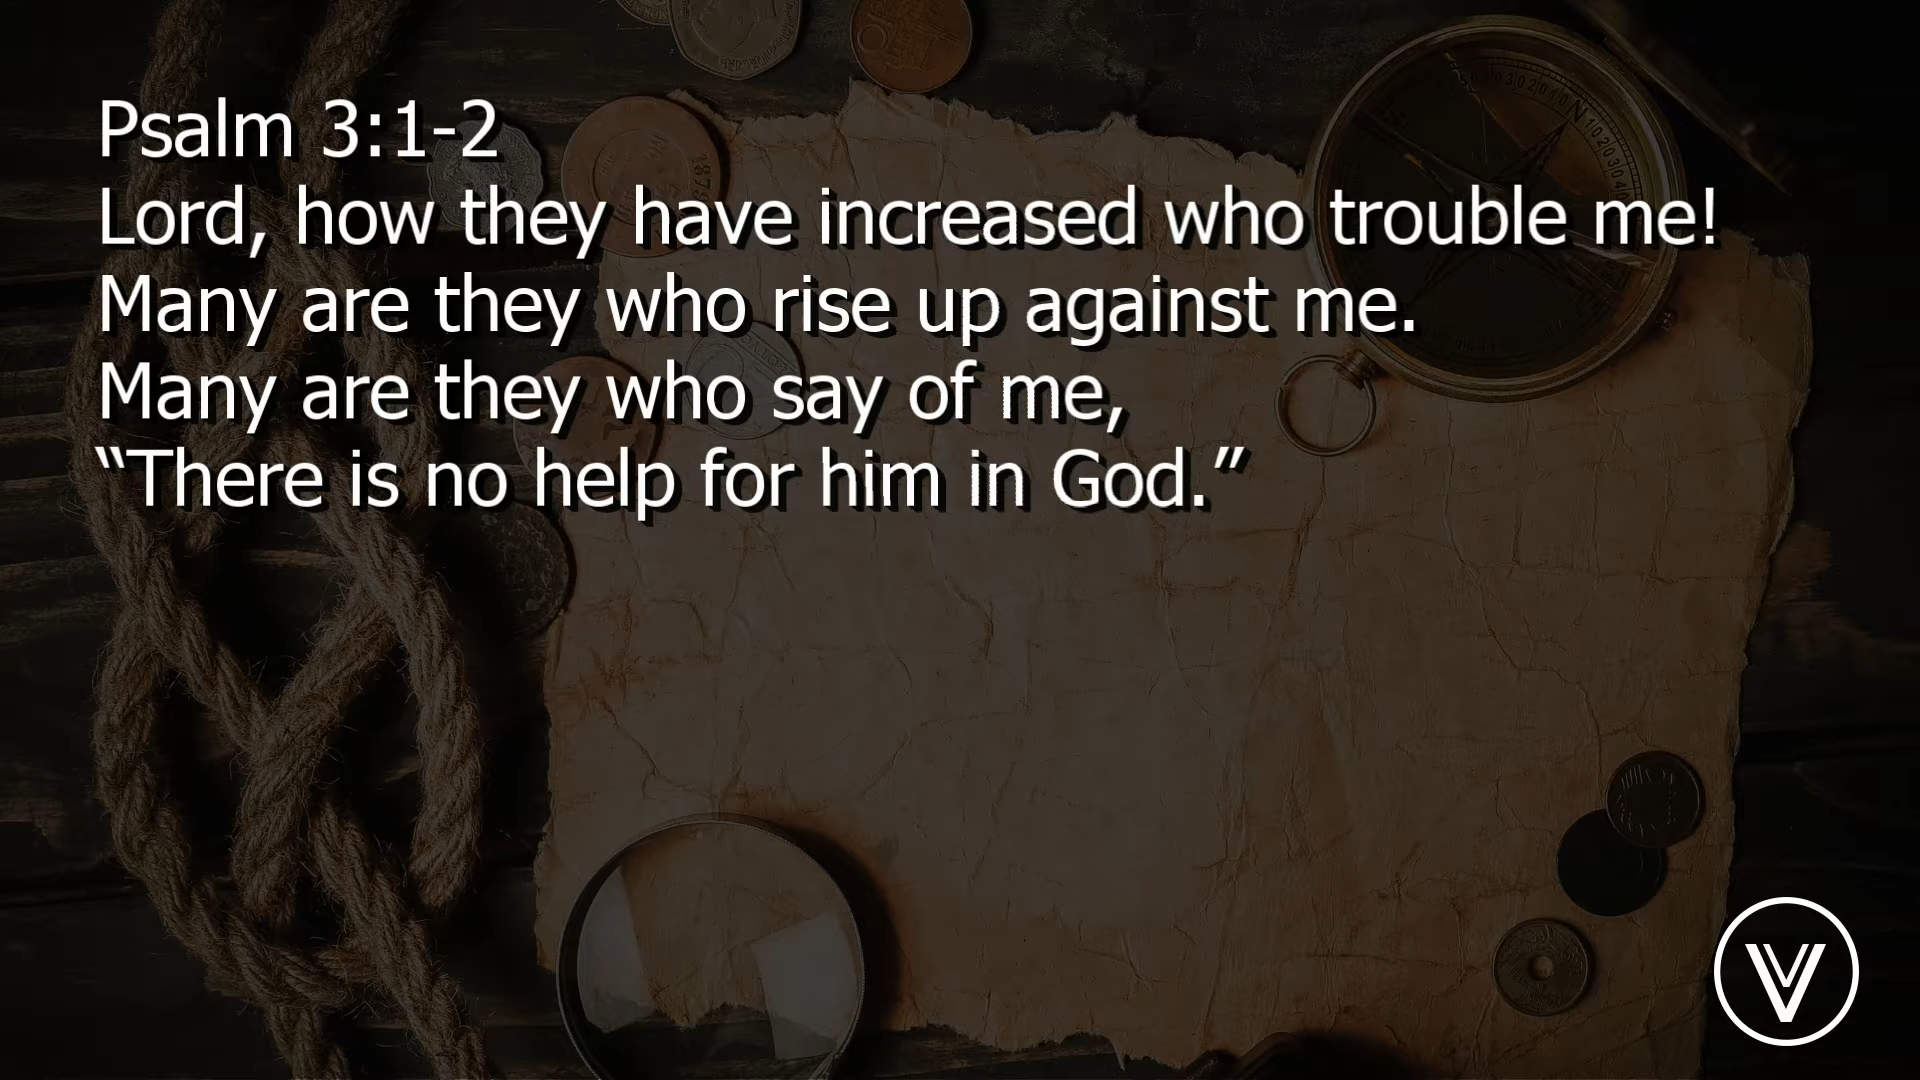 Psalm 3:1-2
Lord, how they have increased who trouble me!
Many are they who rise up against me.
Many are they who say of me,
“There is no help for him in God.”